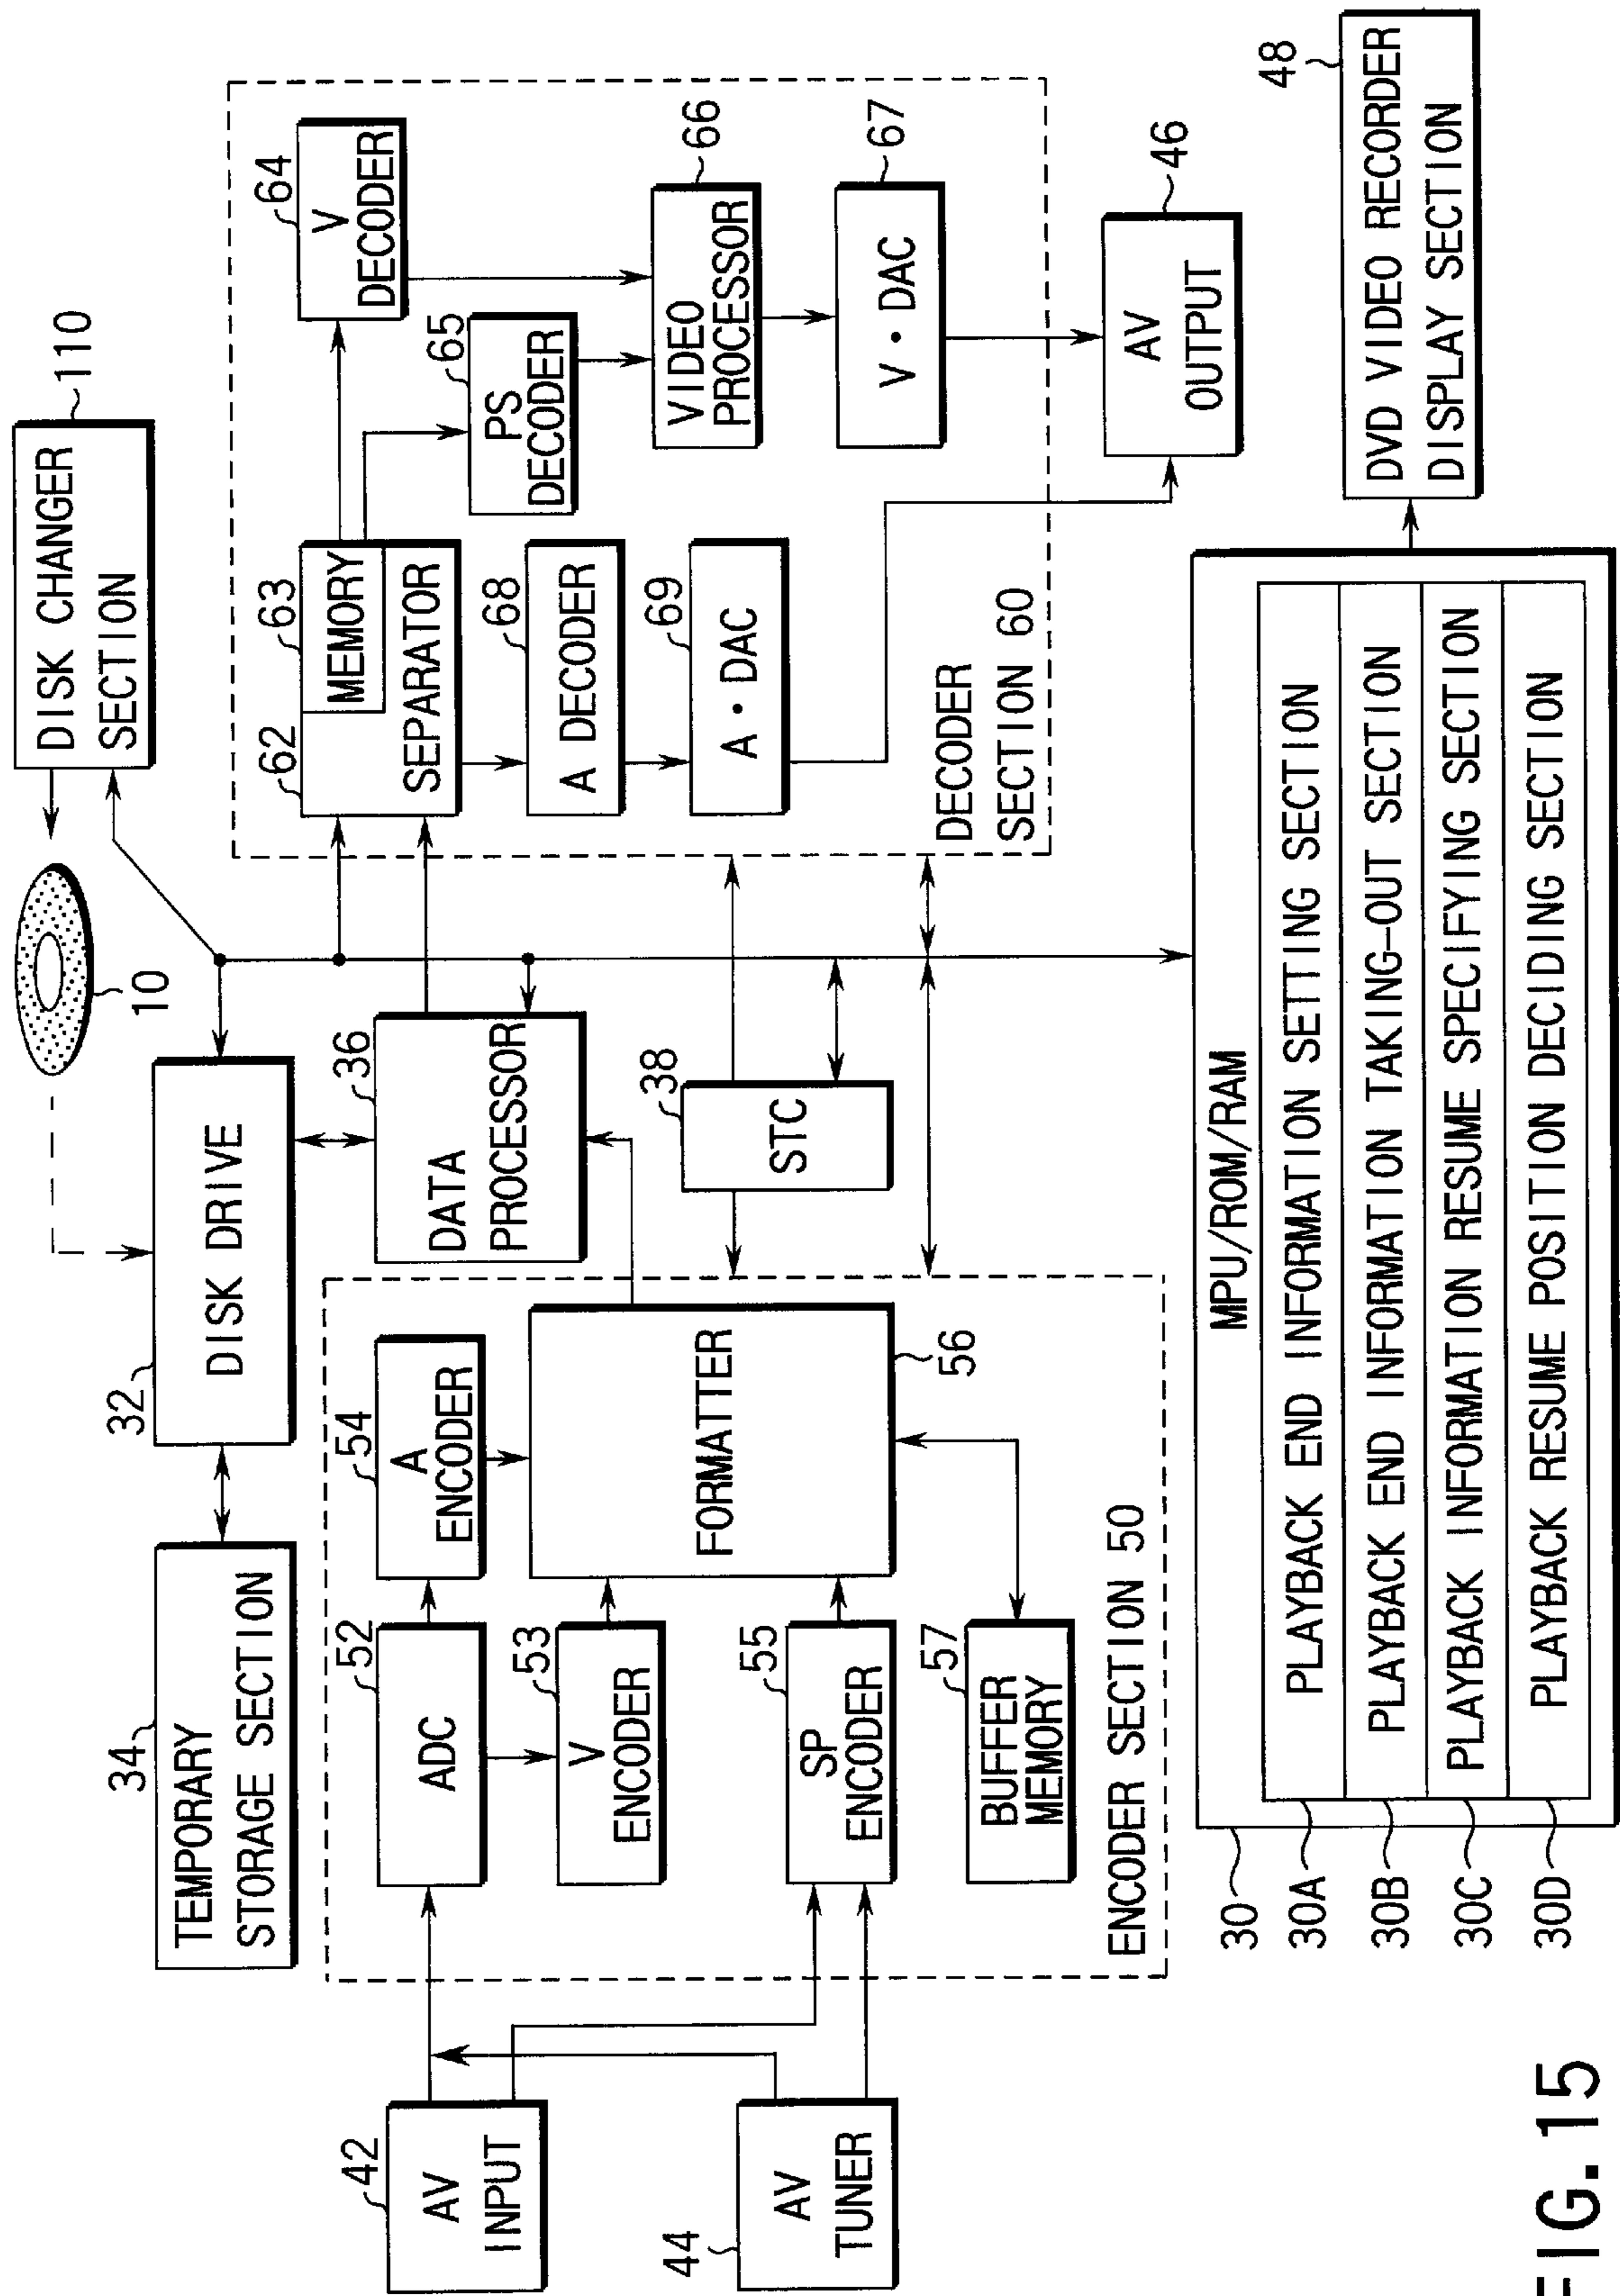 DISK CHANGER
SECTION
110
10
TEMPORARY
STORAGE SECTION
34
DISK DRIVE
32
DATA
PROCESSOR
36
STC
38
AV
INPUT
42
AV
TUNER
44
ADC
52
V
ENCODER
53
A
ENCODER
54
SP
ENCODER
55
FORMATTER
56
BUFFER
MEMORY
57
ENCODER SECTION 50
62
63
MEMORY
SEPARATOR
64
V
DECODER
65
PS
DECODER
66
VIDEO
PROCESSOR
67
V·DAC
68
A DECODER
69
A·DAC
DECODER
SECTION 60
46
AV
OUTPUT
48
DVD VIDEO RECORDER
DISPLAY SECTION
MPU/ROM/RAM
30
30A
PLAYBACK END INFORMATION SETTING SECTION
30B
PLAYBACK END INFORMATION TAKING-OUT SECTION
30C
PLAYBACK INFORMATION RESUME SPECIFYING SECTION
30D
PLAYBACK RESUME POSITION DECIDING SECTION
FIG. 15